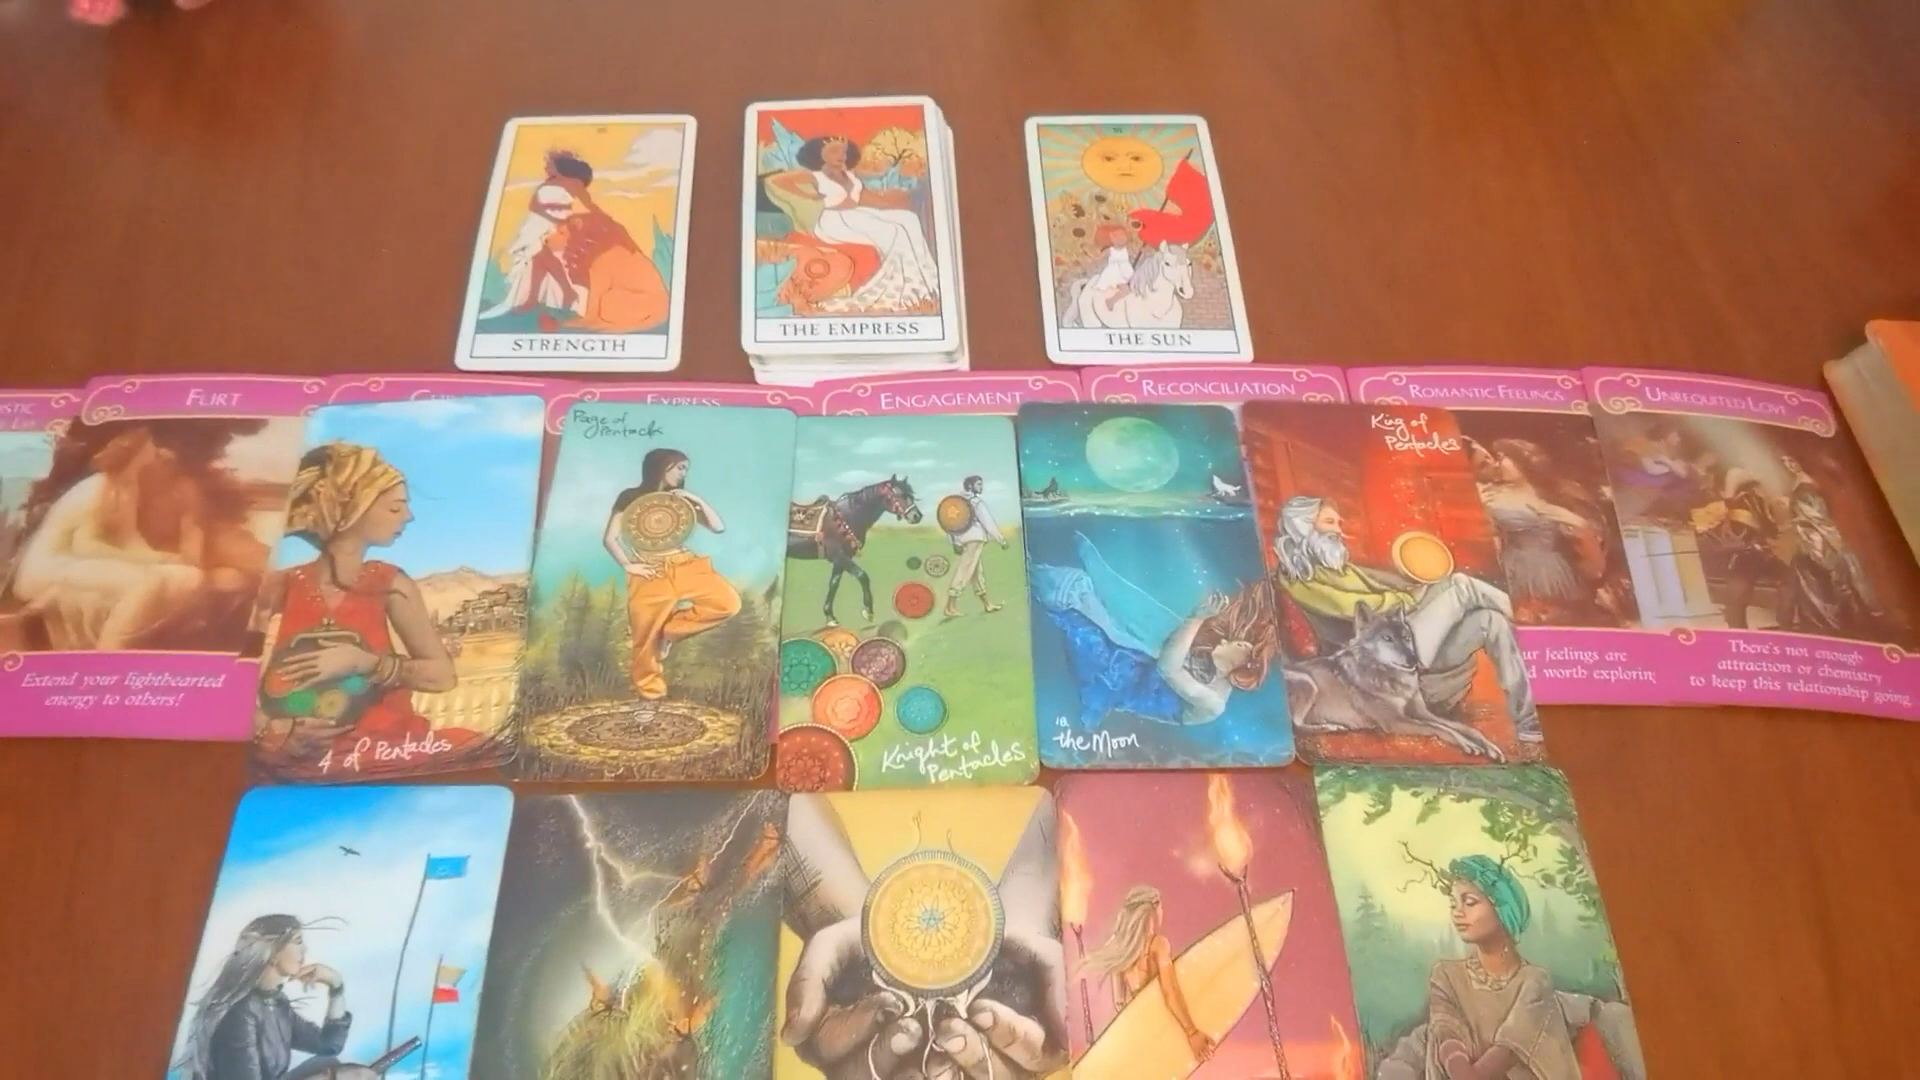 STRENGTH
THE EMPRESS
THE SUN
FLIRT
EXPRESS
ENGAGEMENT
RECONCILIATION
ROMANTIC FEELINGS
UNREQUITED LOVE
Page of
Pentacls
King of
Pentacles
Extend your lighthearted
energy to others!
4 of Pentacles
Knight of
Pentacles
18.
the Moon
feelings are
worth
There's not enough
attraction or chemistry
to keep this relationship going.